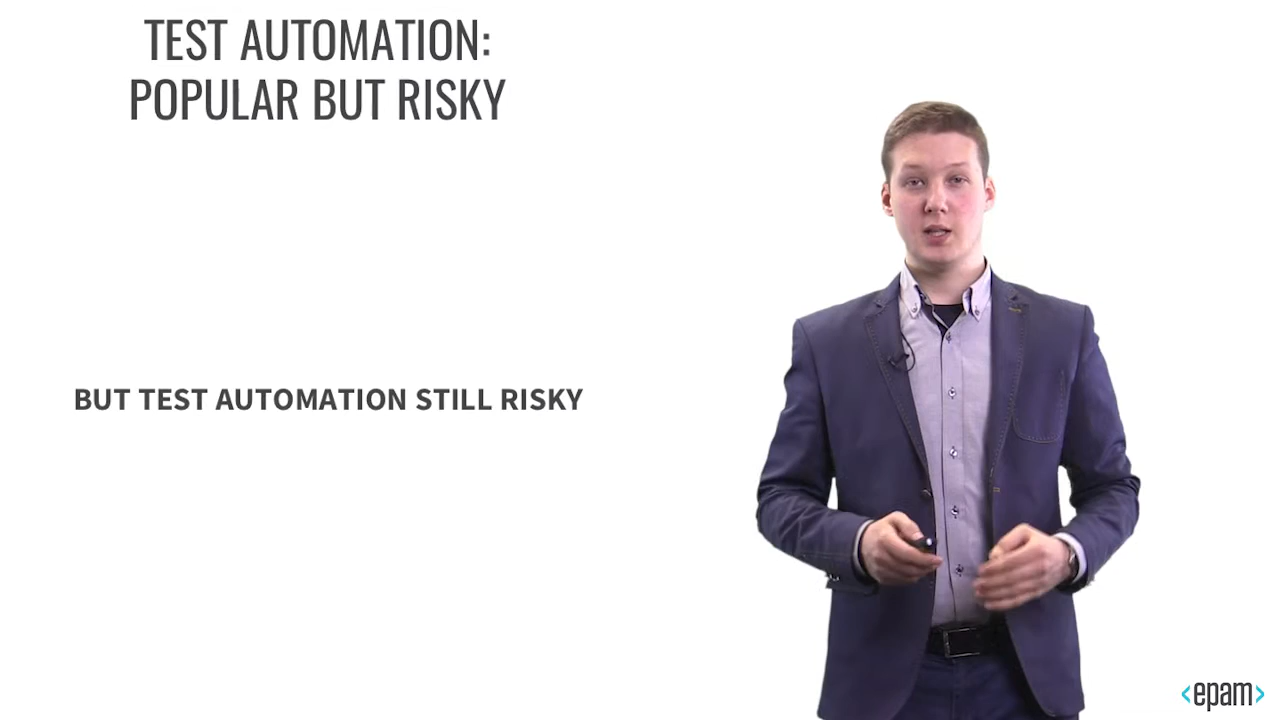 TEST AUTOMATION:
POPULAR BUT RISKY
BUT TEST AUTOMATION STILL RISKY
<epam>